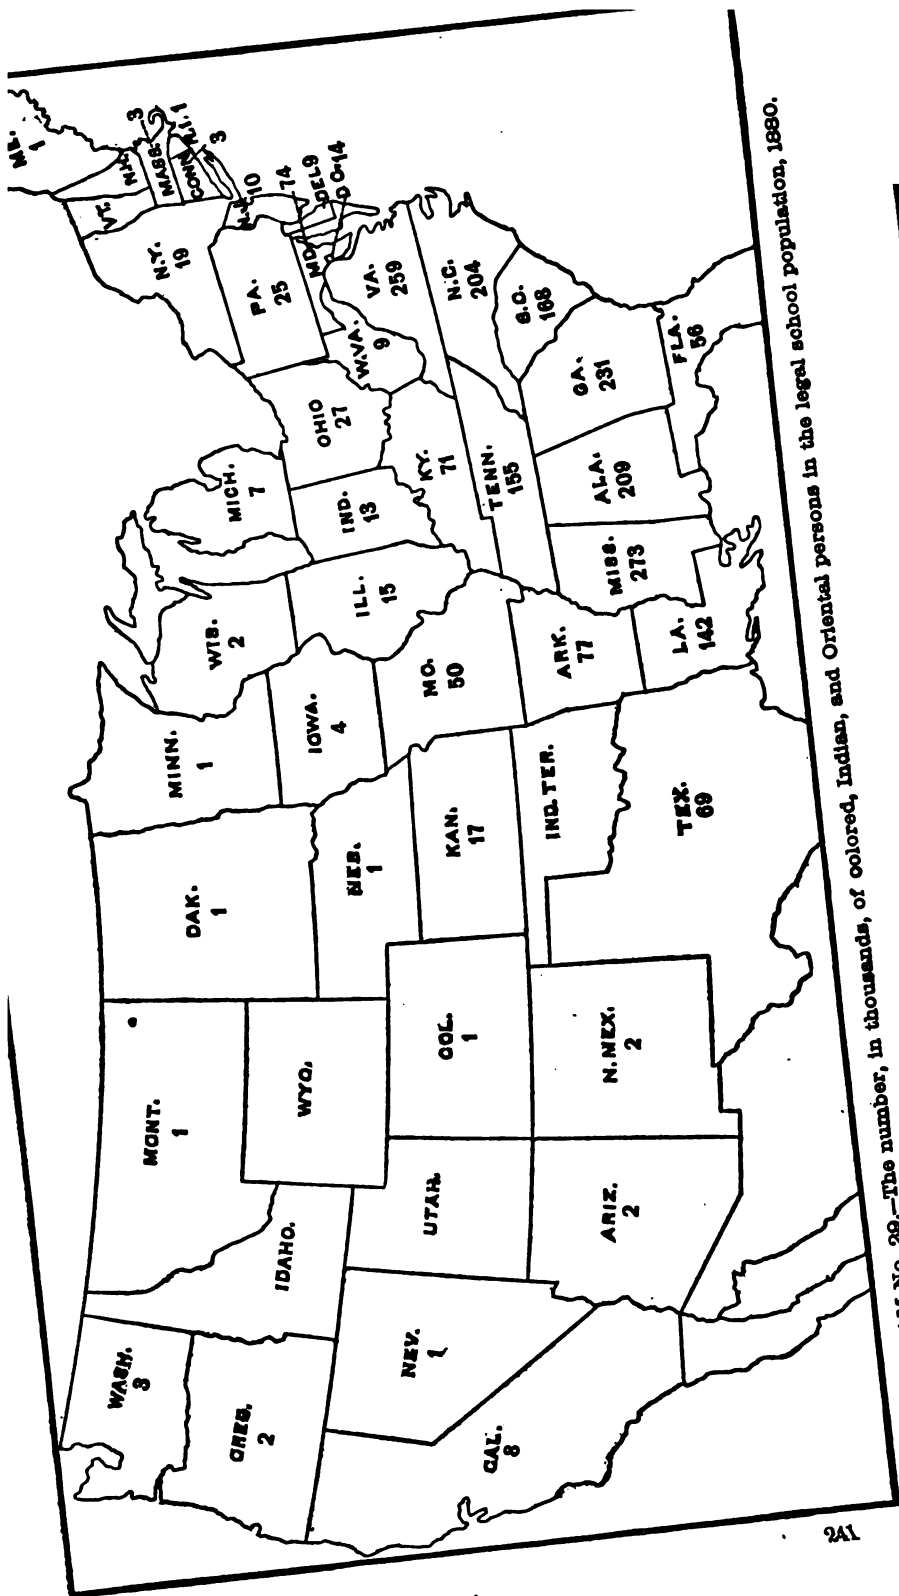 ME.
1
VT.
N.H.
MASS.
3
R.I. 1
CONN.
3
N.Y.
19
N.J. 10
PA.
25
MD.
74
DEL 9
D.C. 14
WASH.
3
MONT.
1
DAK.
1
MINN.
1
WIS.
2
MICH.
7
OREG.
2
IDAHO.
WYO.
NEB.
1
IOWA.
4
ILL.
15
IND.
13
OHIO
27
W.VA.
9
VA.
259
NEV.
1
UTAH.
COL.
1
KAN.
17
MO.
50
KY.
71
N.C.
204
CAL.
8
ARIZ.
2
N.MEX.
2
IND.TER.
ARK.
77
TENN.
155
S.C.
168
TEX.
69
LA.
142
MISS.
273
ALA.
209
GA.
231
FLA.
56
No. 29.—The number, in thousands, of colored, Indian, and Oriental persons in the legal school population, 1880.
241